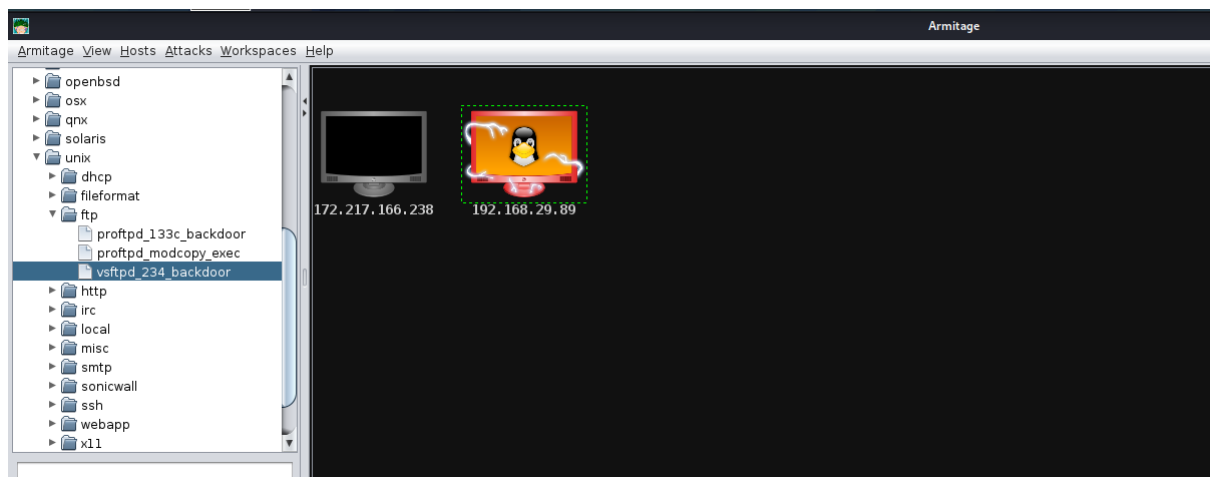 Armitage
Armitage View Hosts Attacks Workspaces Help
openbsd
osx
qnx
solaris
unix
dhcp
fileformat
ftp
proftpd_133c_backdoor
proftpd_modcopy_exec
vsftpd_234_backdoor
http
irc
local
misc
smtp
sonicwall
ssh
webapp
x11
172.217.166.238 192.168.29.89